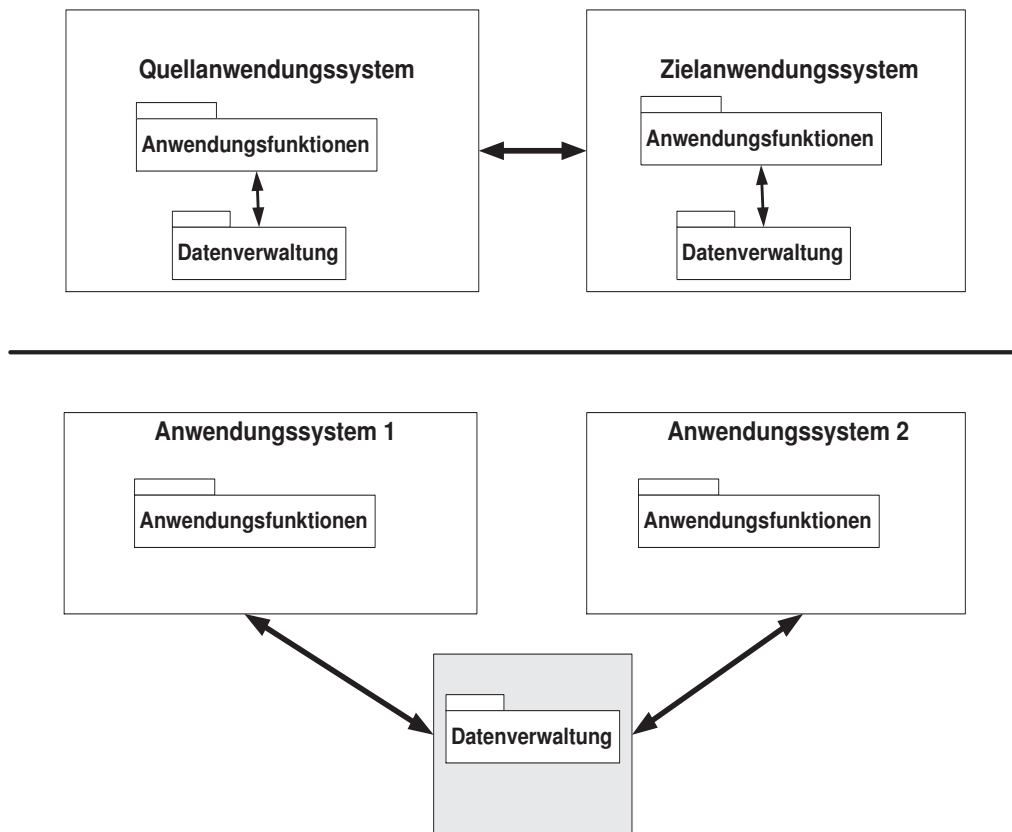 Quellanwendungssystem
Zielanwendungssystem
Anwendungsfunktionen
Anwendungsfunktionen
Datenverwaltung
Datenverwaltung
Anwendungssystem 1
Anwendungssystem 2
Anwendungsfunktionen
Anwendungsfunktionen
Datenverwaltung